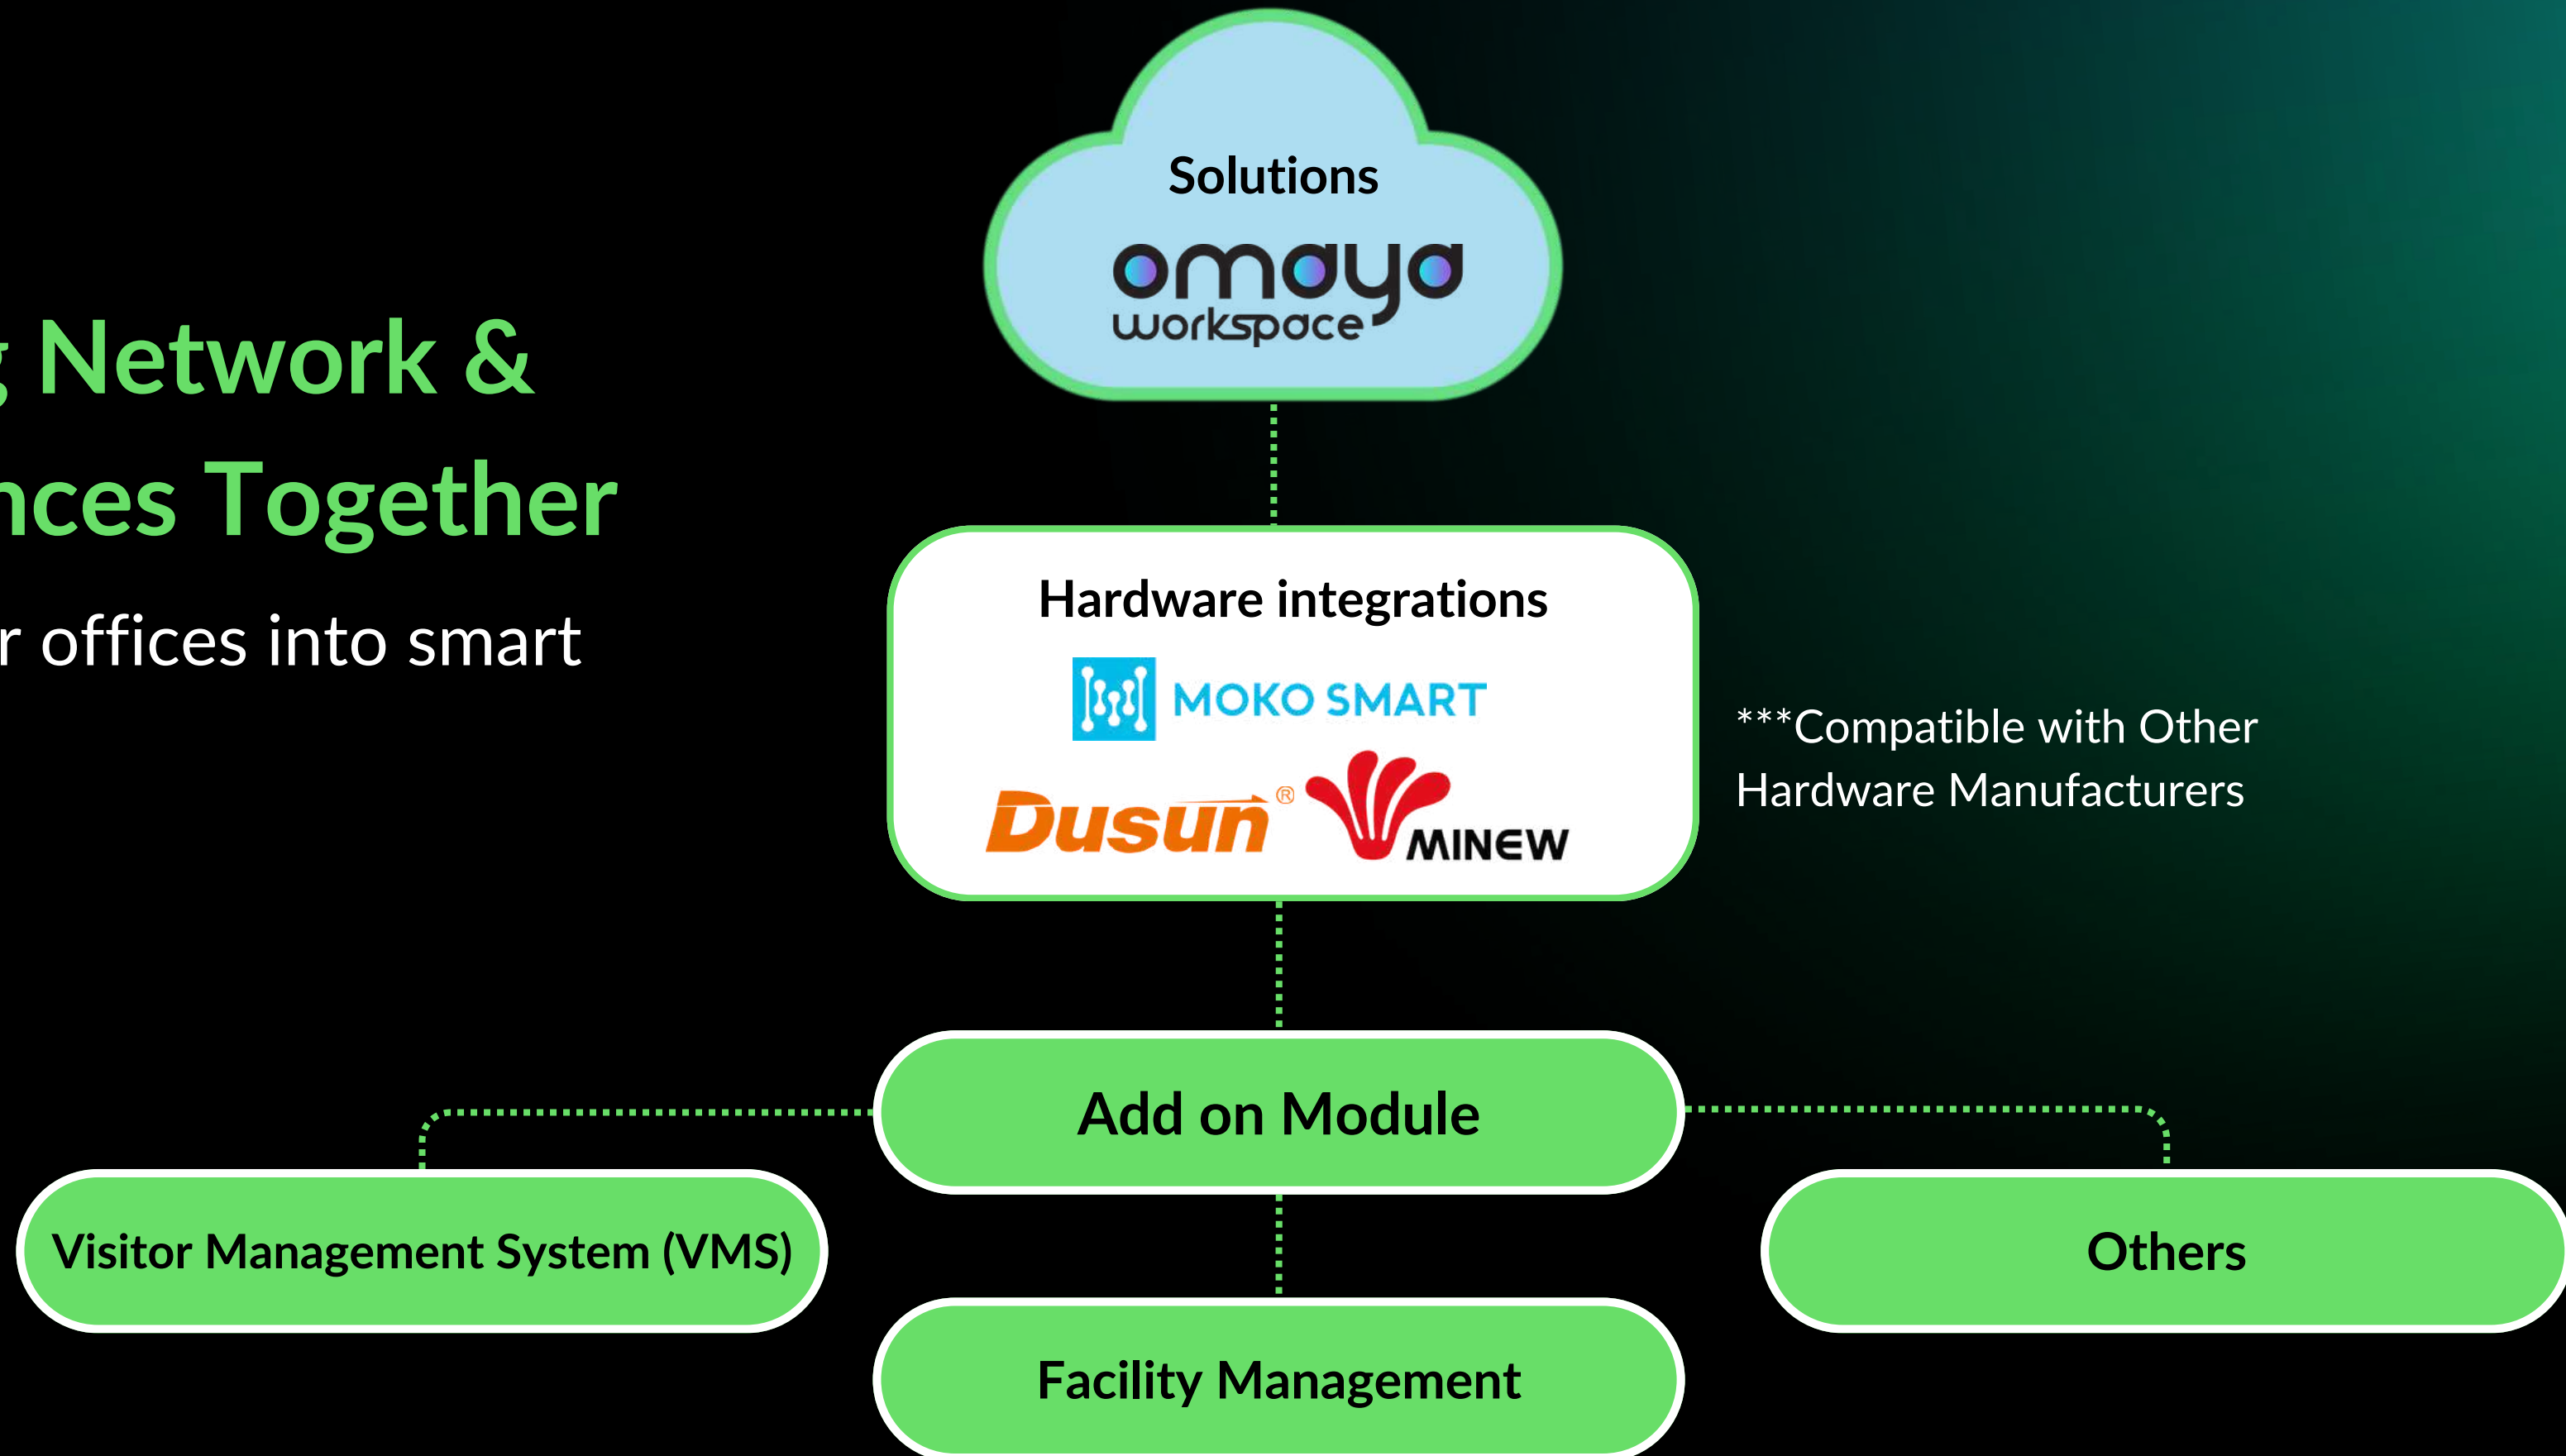 Solutions
omaya
workspace
Network &
Together
offices into smart
Hardware integrations
MOKO SMART
Dusun®
MINEW
***Compatible with Other
Hardware Manufacturers
Add on Module
Visitor Management System (VMS)
Others
Facility Management